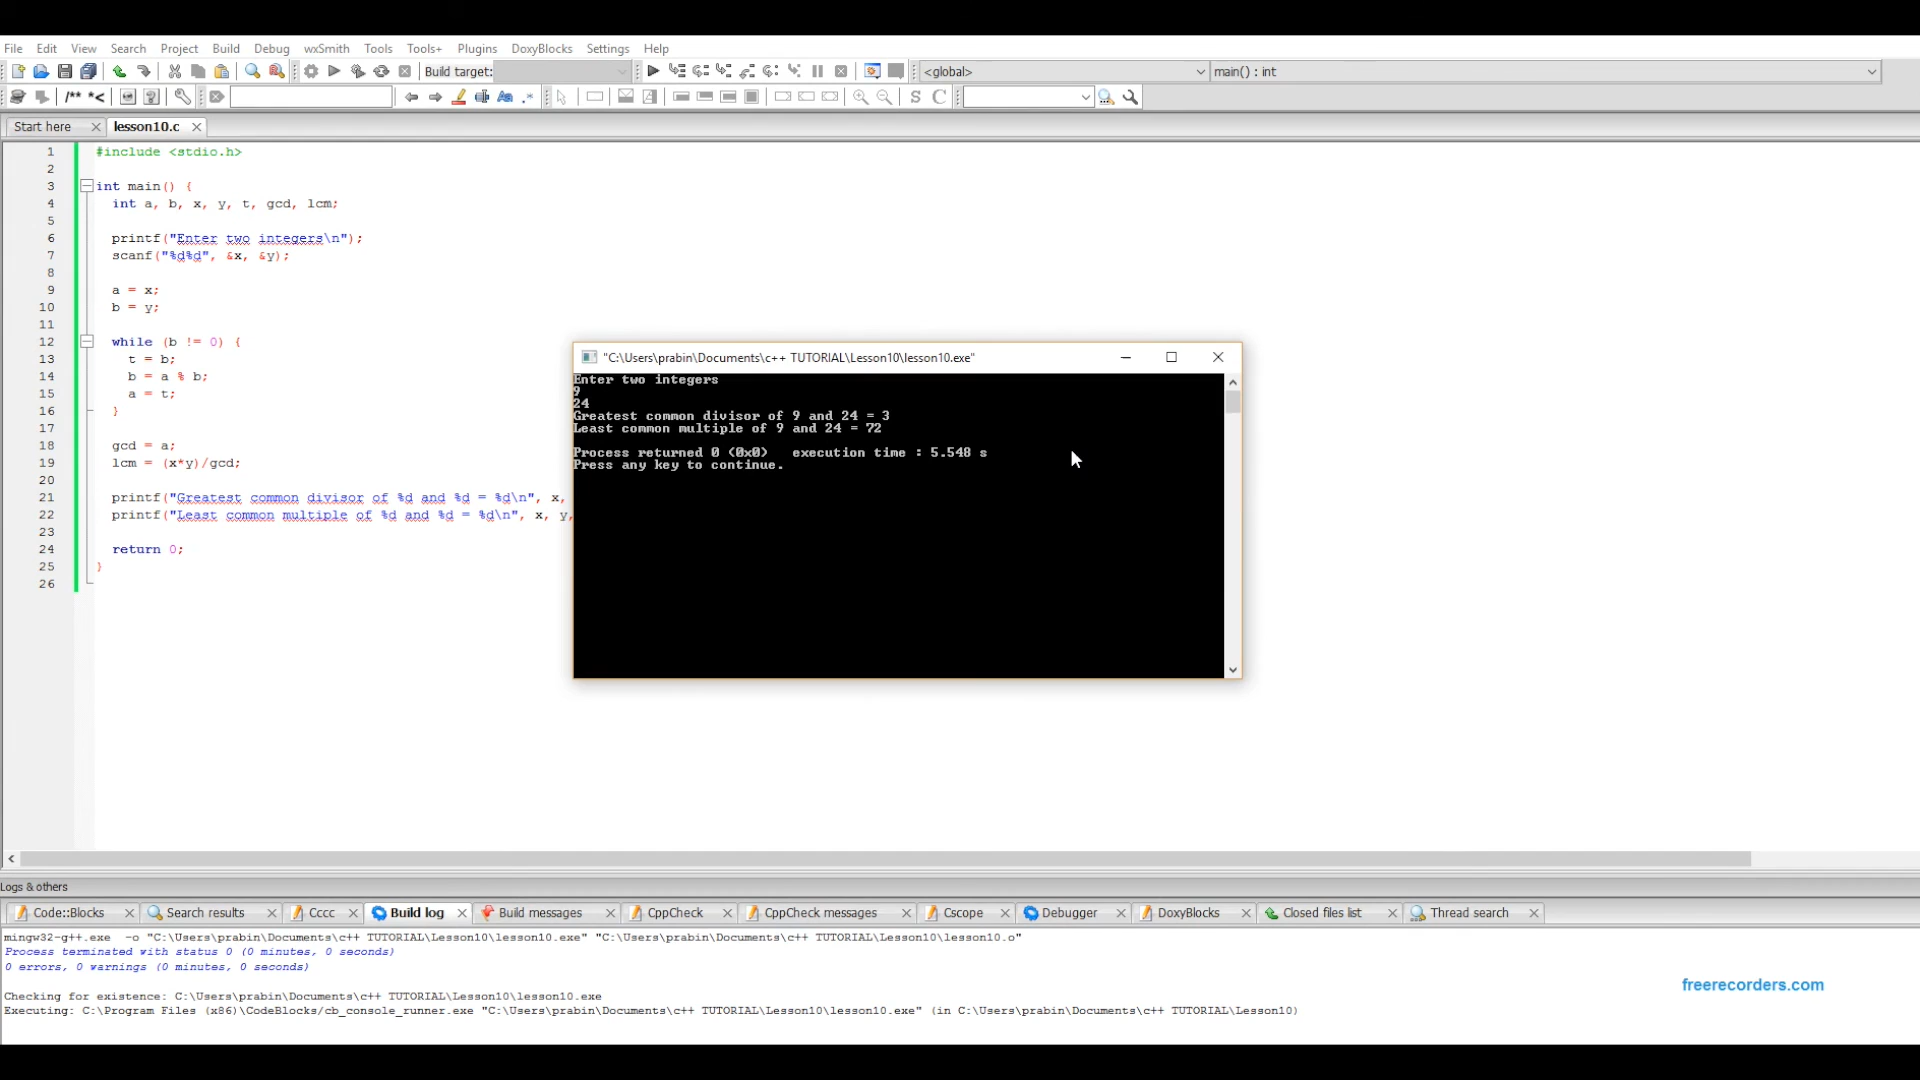 File Edit View Search Project Build Debug wxSmith Tools Tools+ Plugins DoxyBlocks Settings Help
Build target:
<global>
main() : int
/** *<
S C
Start here
lesson10.c
1 #include <stdio.h>
2
3 int main() {
4 int a, b, x, y, t, gcd, lcm;
5
6 printf("Enter two integers\n");
7 scanf("%d%d", &x, &y);
8
9 a = x;
10 b = y;
11
12 while (b != 0) {
13 t = b;
14 b = a % b;
15 a = t;
16 }
17
18 gcd = a;
19 lcm = (x*y)/gcd;
20
21 printf("Greatest common divisor of %d and %d = %d\n", x,
22 printf("Least common multiple of %d and %d = %d\n", x, y,
23
24 return 0;
25 }
26
"C:\Users\prabin\Documents\c++ TUTORIAL\Lesson10\lesson10.exe"
Enter two integers
9
24
Greatest common divisor of 9 and 24 = 3
Least common multiple of 9 and 24 = 72
Process returned 0 (0x0) execution time : 5.548 s
Press any key to continue.
Logs & others
Code::Blocks Search results Cccc Build log Build messages CppCheck CppCheck messages Cscope Debugger DoxyBlocks Closed files list Thread search
mingw32-g++.exe -o "C:\Users\prabin\Documents\c++ TUTORIAL\Lesson10\lesson10.exe" "C:\Users\prabin\Documents\c++ TUTORIAL\Lesson10\lesson10.o"
Process terminated with status 0 (0 minutes, 0 seconds)
0 errors, 0 warnings (0 minutes, 0 seconds)
Checking for existence: C:\Users\prabin\Documents\c++ TUTORIAL\Lesson10\lesson10.exe
Executing: C:\Program Files (x86)\CodeBlocks/cb_console_runner.exe "C:\Users\prabin\Documents\c++ TUTORIAL\Lesson10\lesson10.exe" (in C:\Users\prabin\Documents\c++ TUTORIAL\Lesson10)
freerecorders.com